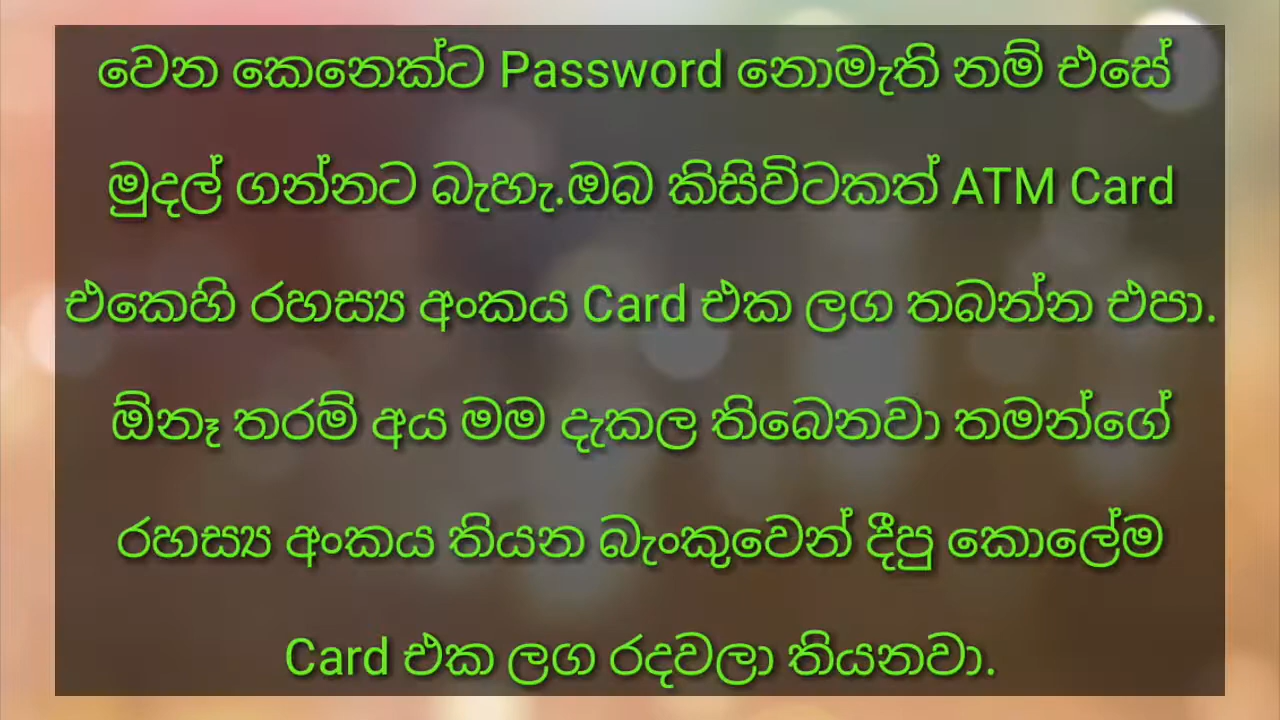 වෙන කෙනෙක්ට Password නොමැති නම් එසේ
මුදල් ගන්නට බැහැ.ඔබ කිසිවිටකත් ATM Card
එකෙහි රහස්‍ය අංකය Card එක ලග තබන්න එපා.
ඕනෑ තරම් අය මම දැකල තිබෙනවා තමන්ගේ
රහස්‍ය අංකය තියන බැංකුවෙන් දීපු කොලේම
Card එක ලග රදවලා තියනවා.